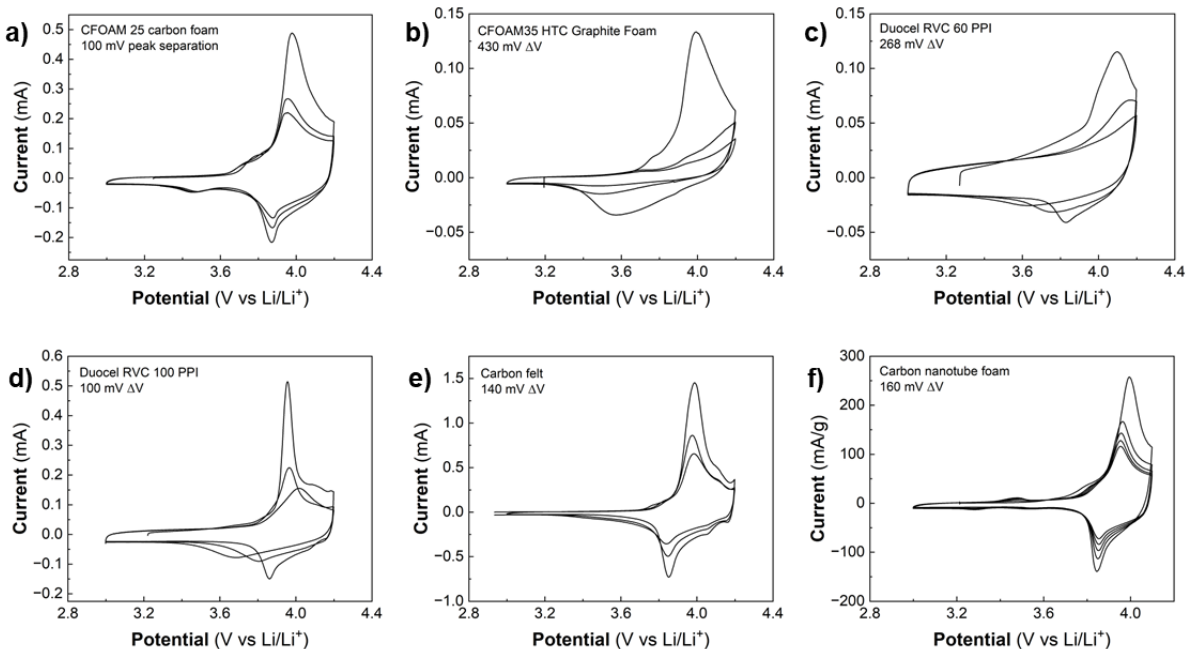 a)
CFOAM 25 carbon foam
100 mV peak separation
Current (mA)
0.5
0.4
0.3
0.2
0.1
0.0
−0.1
−0.2
2.8 3.2 3.6 4.0 4.4
Potential (V vs Li/Li⁺)
b)
CFOAM35 HTC Graphite Foam
430 mV ΔV
Current (mA)
0.15
0.10
0.05
0.00
−0.05
2.8 3.2 3.6 4.0 4.4
Potential (V vs Li/Li⁺)
c)
Duocel RVC 60 PPI
268 mV ΔV
Current (mA)
0.15
0.10
0.05
0.00
−0.05
2.8 3.2 3.6 4.0 4.4
Potential (V vs Li/Li⁺)
d)
Duocel RVC 100 PPI
100 mV ΔV
Current (mA)
0.6
0.5
0.4
0.3
0.2
0.1
0.0
−0.1
−0.2
2.8 3.2 3.6 4.0 4.4
Potential (V vs Li/Li⁺)
e)
Carbon felt
140 mV ΔV
Current (mA)
1.5
1.0
0.5
0.0
−0.5
−1.0
2.8 3.2 3.6 4.0 4.4
Potential (V vs Li/Li⁺)
f)
Carbon nanotube foam
160 mV ΔV
Current (mA/g)
300
200
100
0
−100
−200
2.8 3.2 3.6 4.0
Potential (V vs Li/Li⁺)